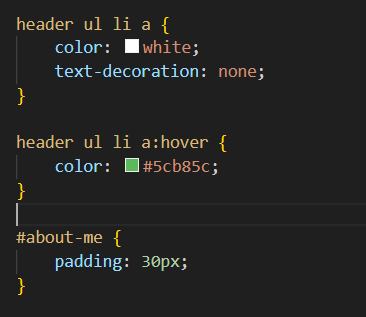 header ul li a {
    color: white;
    text-decoration: none;
}

header ul li a:hover {
    color: #5cb85c;
}

#about-me {
    padding: 30px;
}